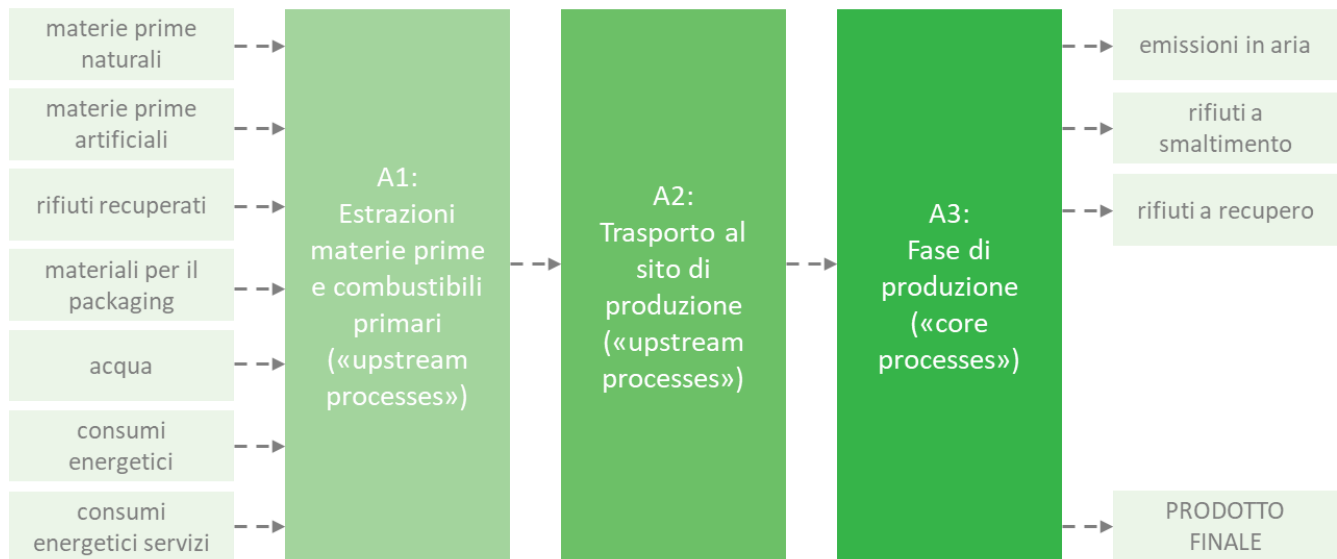 materie prime
naturali
materie prime
artificiali
rifiuti recuperati
materiali per il
packaging
acqua
consumi
energetici
consumi
energetici servizi
A1:
Estrazioni
materie prime
e combustibili
primari
(«upstream
processes»)
A2:
Trasporto al
sito di
produzione
(«upstream
processes»)
A3:
Fase di
produzione
(«core
processes»)
emissioni in aria
rifiuti a
smaltimento
rifiuti a recupero
PRODOTTO
FINALE